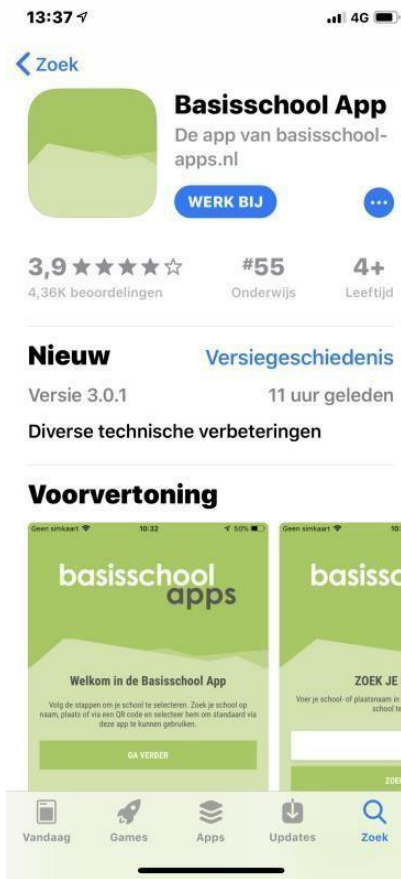 13:37
4G
Zoek
Basisschool App
De app van basisschool-
apps.nl
WERK BIJ
3,9
#55
4+
4,36K beoordelingen
Onderwijs
Leeftijd
Nieuw
Versiegeschiedenis
Versie 3.0.1
11 uur geleden
Diverse technische verbeteringen
Voorvertoning
Geen simkaart
10:32
50%
basisschool
apps
Welkom in de Basisschool App
Volg de stappen om je school te selecteren. Zoek je school op
naam, plaats of via een QR code en selecteer hem om standaard via
deze app te kunnen gebruiken.
GA VERDER
Geen simkaart
10:
basissc
ZOEK JE
Voer je school- of plaatsnaam in
school te
ZOE
Vandaag
Games
Apps
Updates
Zoek